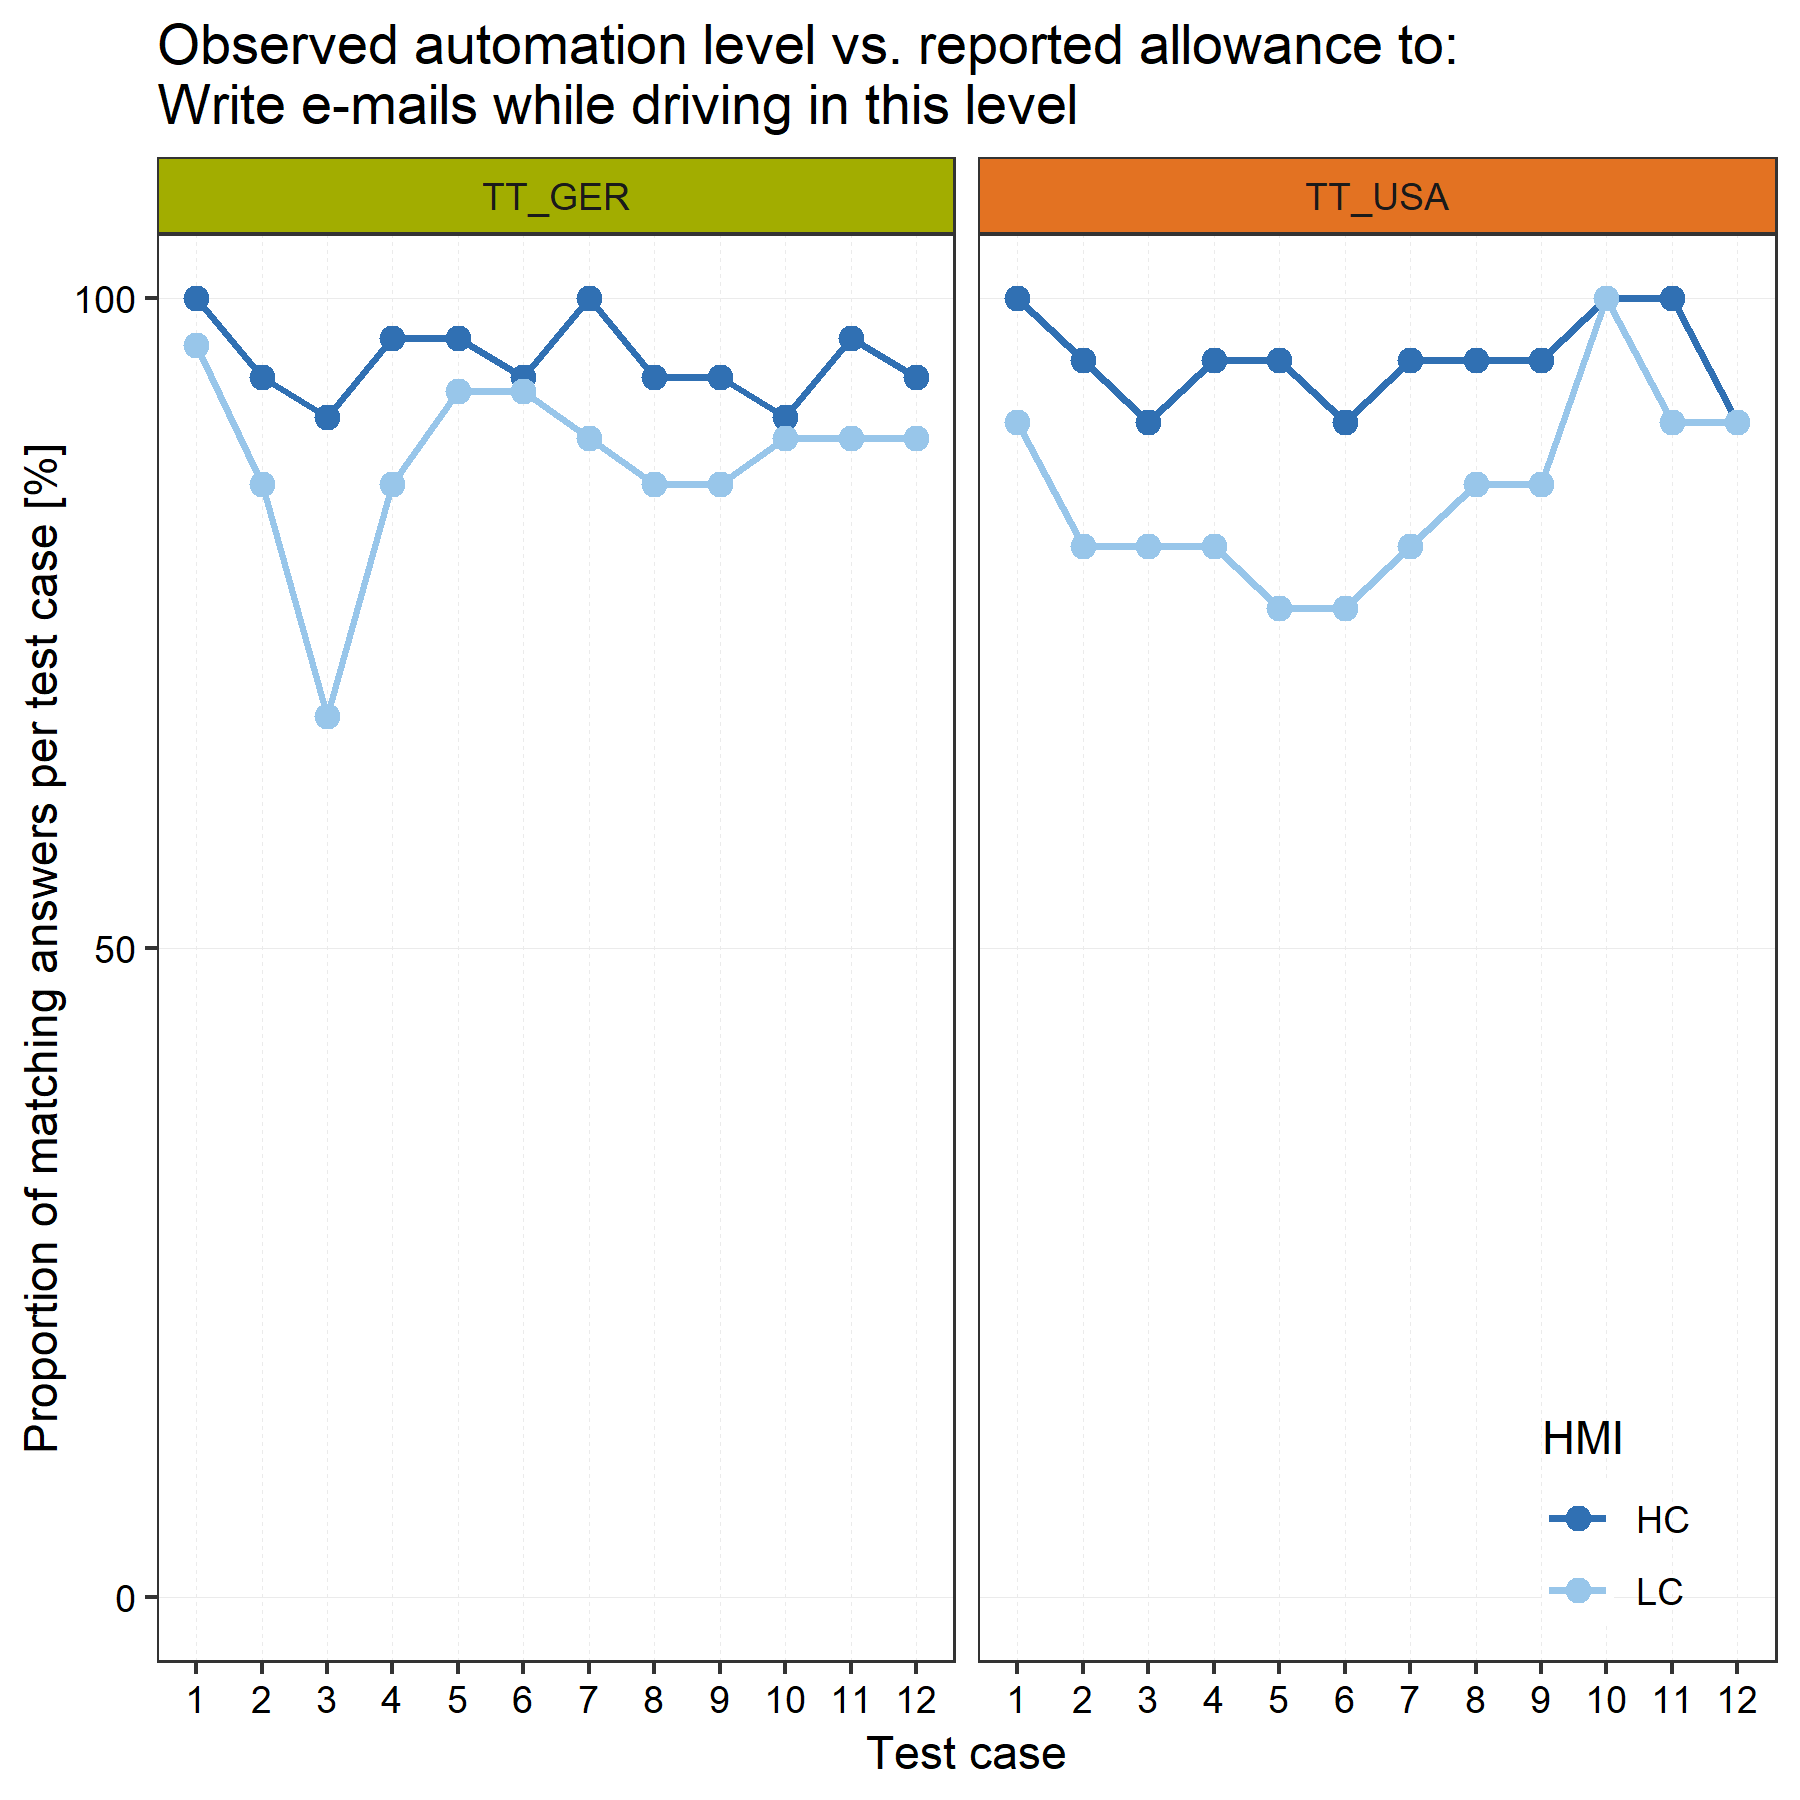 Observed automation level vs. reported allowance to:
Write e-mails while driving in this level
TT_GER
TT_USA
Proportion of matching answers per test case [%]
100
50
0
HMI
HC
LC
1 2 3 4 5 6 7 8 9 10 11 12
1 2 3 4 5 6 7 8 9 10 11 12
Test case